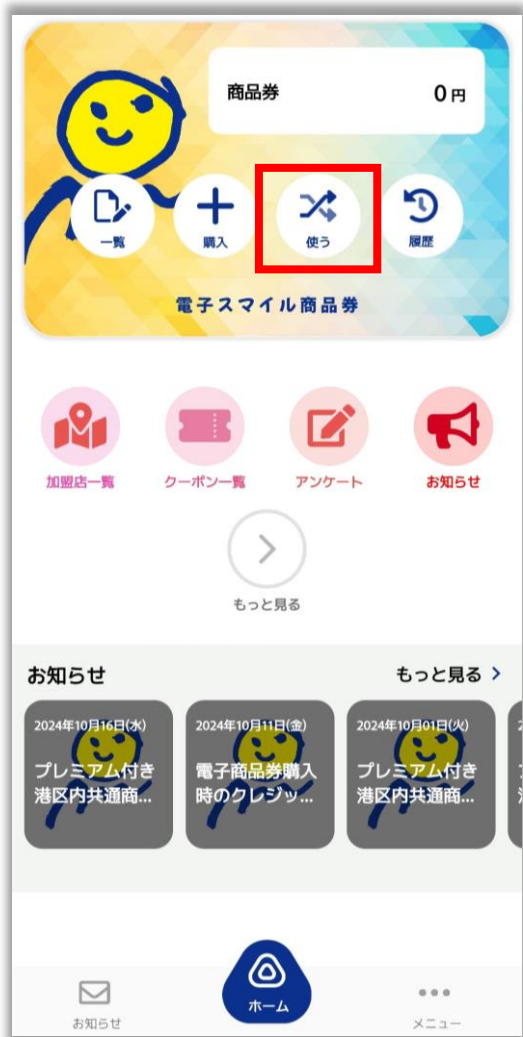 商品券 0円
一覧 購入 使う 履歴
電子スマイル商品券
加盟店一覧 クーポン一覧 アンケート お知らせ
もっと見る
お知らせ もっと見る
2024年10月16日(水)
プレミアム付き
港区内共通商...
2024年10月11日(金)
電子商品券購入
時のクレジッ...
2024年10月01日(火)
プレミアム付き
港区内共通商...
お知らせ ホーム メニュー